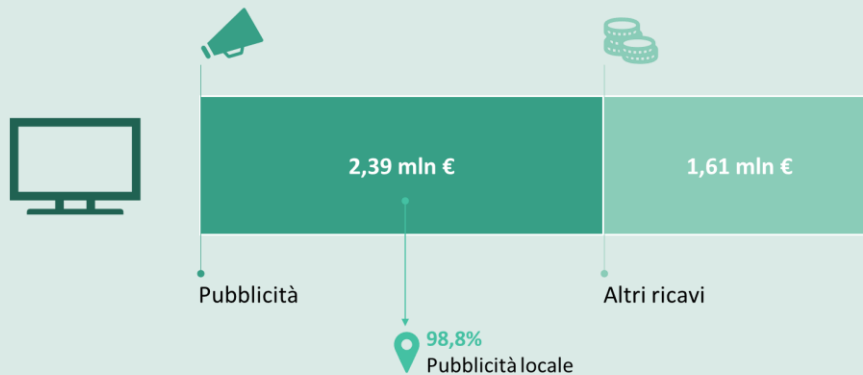 2,39 mln €
1,61 mln €
Pubblicità
Altri ricavi
98,8%
Pubblicità locale